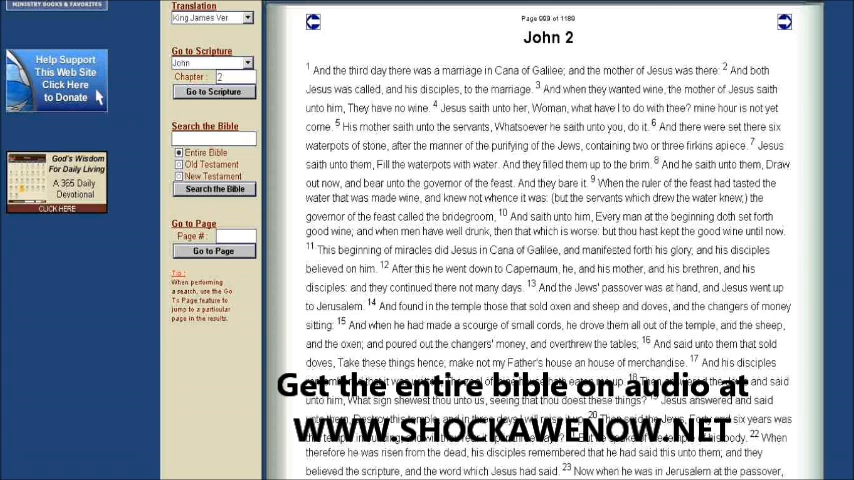 MINISTRY BOOKS & FAVORITES
Help Support
This Web Site
Click Here
to Donate
God's Wisdom
For Daily Living
A 365 Daily
Devotional
CLICK HERE
Translation
King James Ver
Go to Scripture
John
Chapter : 2
Go to Scripture
Search the Bible
Entire Bible
Old Testament
New Testament
Search the Bible
Go to Page
Page #:
Go to Page
Tip :
When performing
a search, use the Go
To Page feature to
jump to a particular
page in the results.
Page 999 of 1189
John 2
1 And the third day there was a marriage in Cana of Galilee; and the mother of Jesus was there: 2 And both
Jesus was called, and his disciples, to the marriage. 3 And when they wanted wine, the mother of Jesus saith
unto him, They have no wine. 4 Jesus saith unto her, Woman, what have I to do with thee? mine hour is not yet
come. 5 His mother saith unto the servants, Whatsoever he saith unto you, do it. 6 And there were set there six
waterpots of stone, after the manner of the purifying of the Jews, containing two or three firkins apiece. 7 Jesus
saith unto them, Fill the waterpots with water. And they filled them up to the brim. 8 And he saith unto them, Draw
out now, and bear unto the governor of the feast. And they bare it. 9 When the ruler of the feast had tasted the
water that was made wine, and knew not whence it was: (but the servants which drew the water knew;) the
governor of the feast called the bridegroom, 10 And saith unto him, Every man at the beginning doth set forth
good wine; and when men have well drunk, then that which is worse: but thou hast kept the good wine until now.
11 This beginning of miracles did Jesus in Cana of Galilee, and manifested forth his glory; and his disciples
believed on him. 12 After this he went down to Capernaum, he, and his mother, and his brethren, and his
disciples: and they continued there not many days. 13 And the Jews' passover was at hand, and Jesus went up
to Jerusalem. 14 And found in the temple those that sold oxen and sheep and doves, and the changers of money
sitting: 15 And when he had made a scourge of small cords, he drove them all out of the temple, and the sheep,
and the oxen; and poured out the changers' money, and overthrew the tables; 16 And said unto them that sold
doves, Take these things hence; make not my Father's house an house of merchandise. 17 And his disciples
Get the entire bible on audio at
unto him, What sign shewest thou unto us, seeing that thou doest these things? Jesus answered and said
WWW.SHOCKAWENOW.NET
therefore he was risen from the dead, his disciples remembered that he had said this unto them; and they
believed the scripture, and the word which Jesus had said. 23 Now when he was in Jerusalem at the passover,